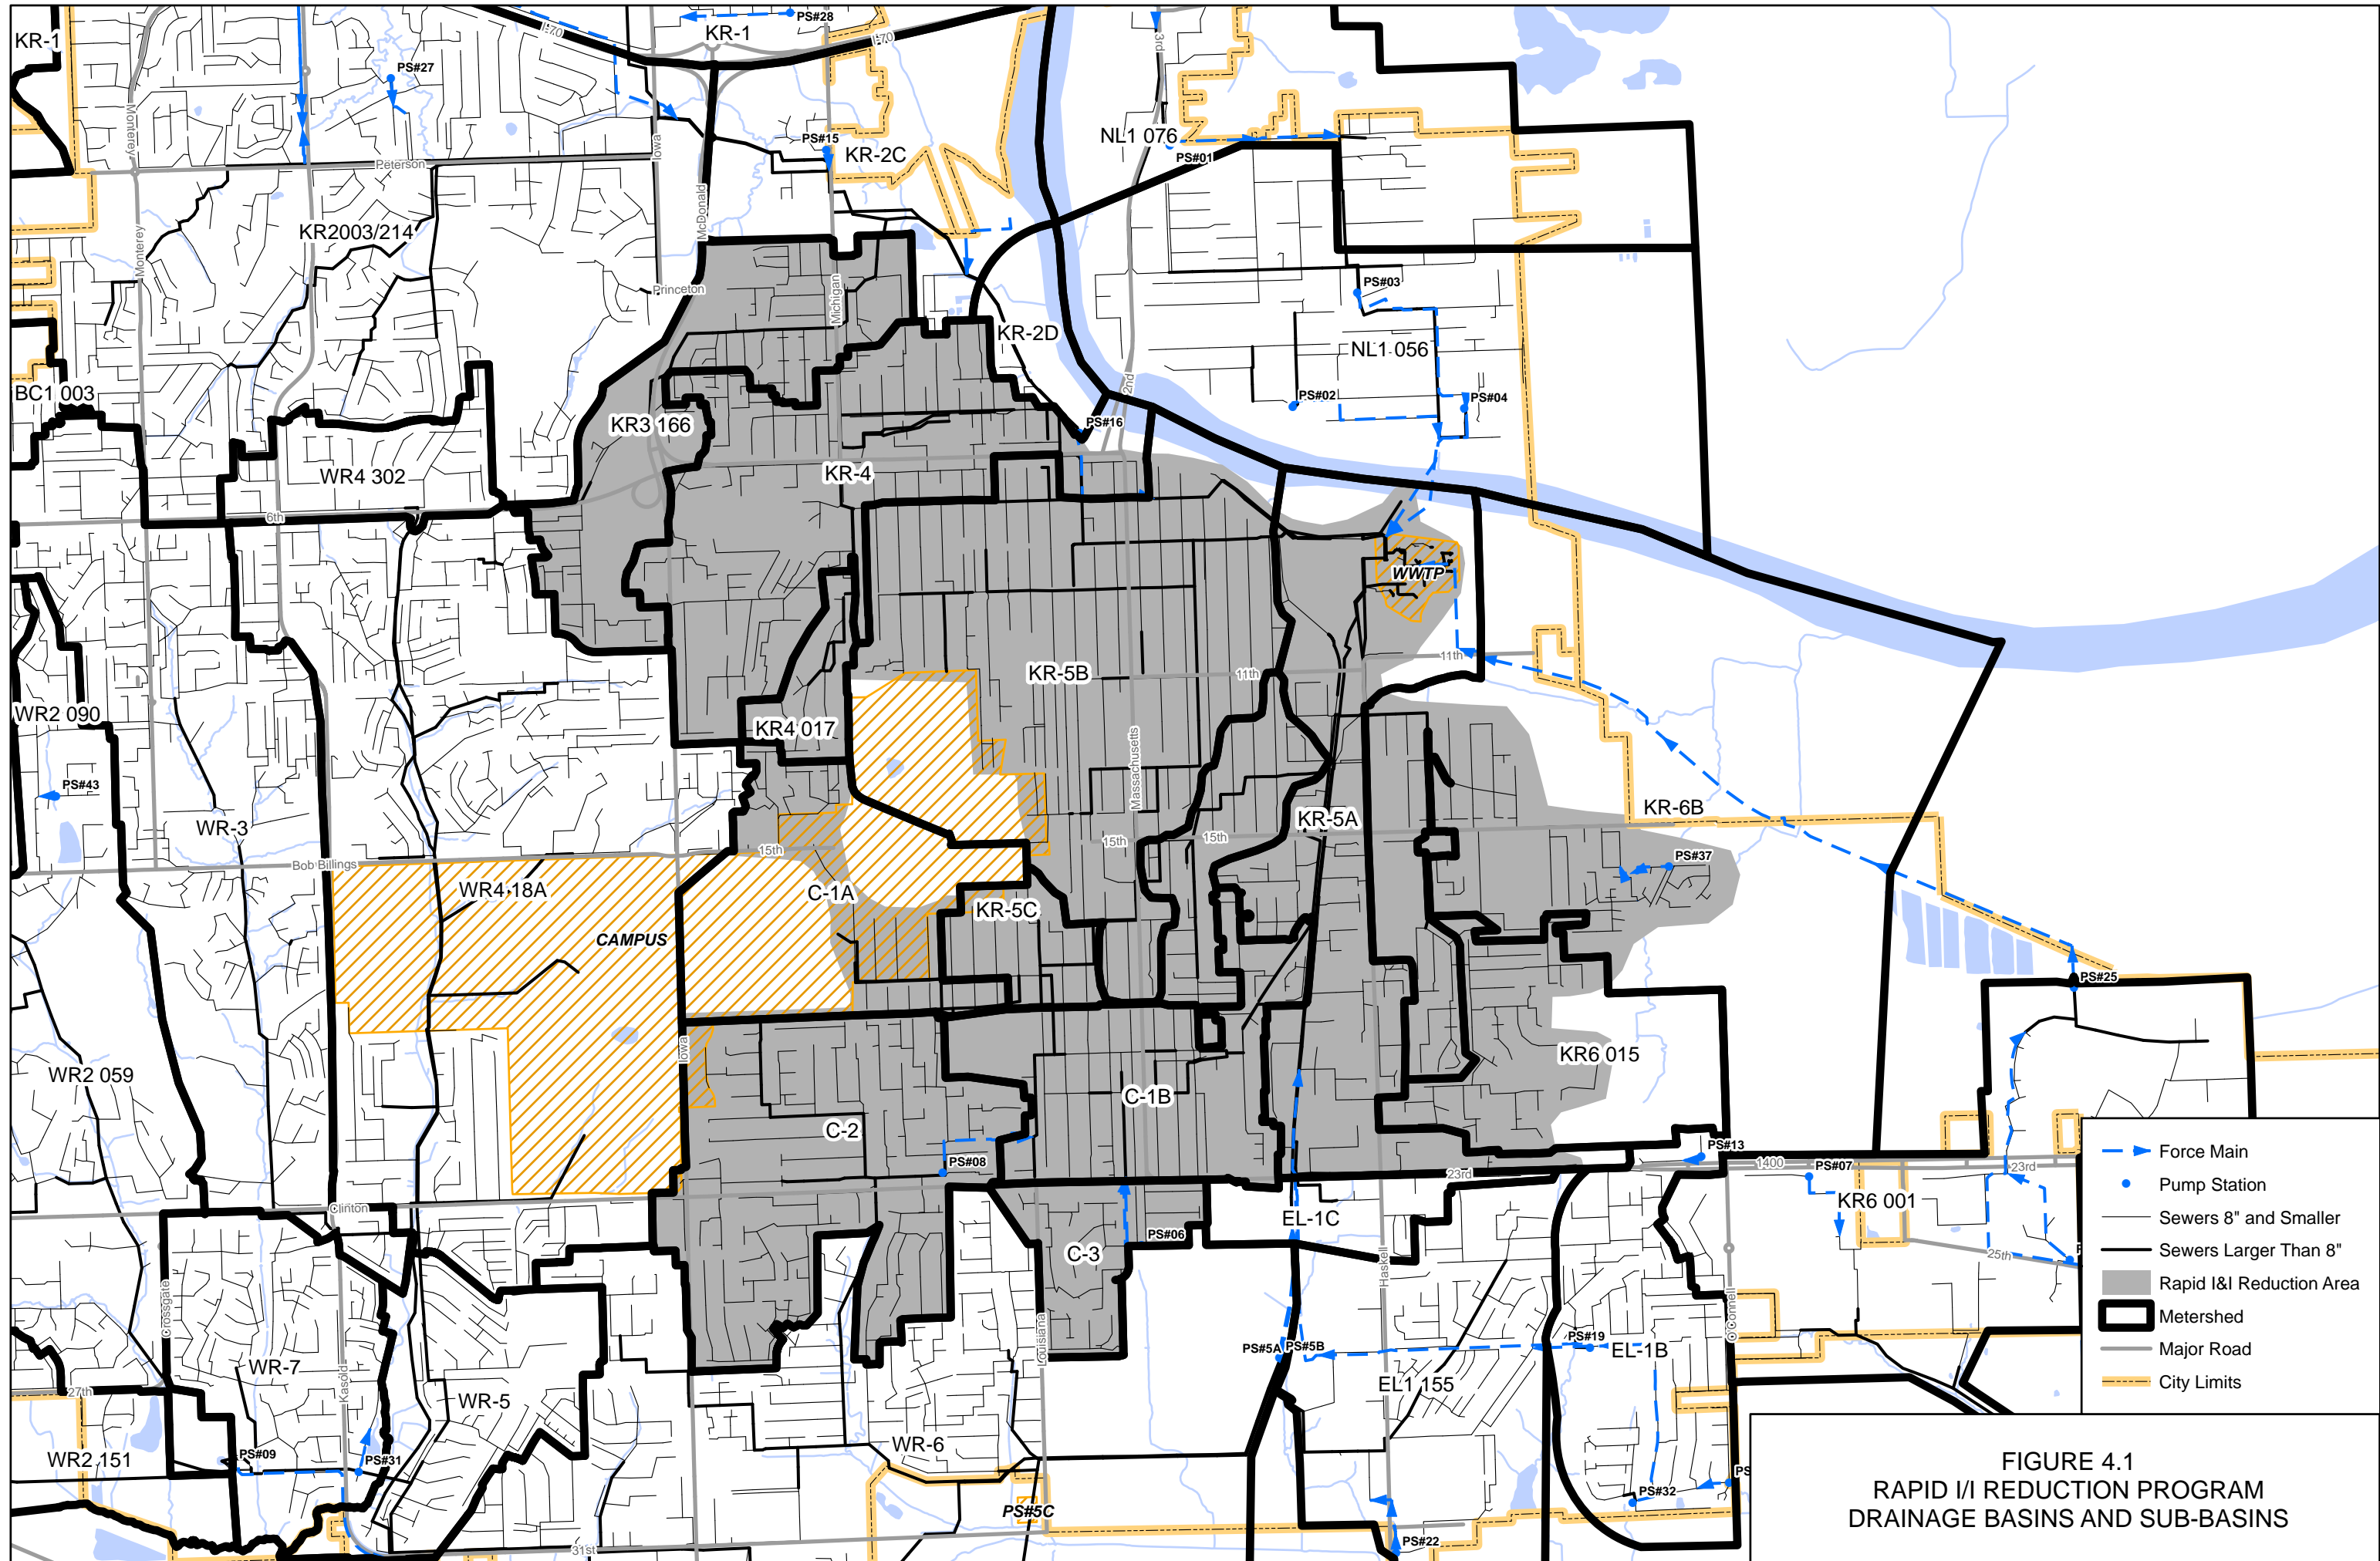 KR-1
I-70
KR-1
PS#28
I-70
3rd
PS#27
Monterey
Iowa
PS#15
KR-2C
NL1 076
PS#01
Peterson
McDonald
KR2003/214
Monterey
Princeton
Michigan
PS#03
KR-2D
NL1 056
2nd
BC1 003
PS#02
PS#04
KR3 166
PS#16
WR4 302
KR-4
6th
WWTP
11th
KR-5B
11th
WR2 090
KR4 017
Massachusetts
PS#43
WR-3
KR-5A
KR-6B
15th
15th
15th
Bob Billings
PS#37
WR4 18A
C-1A
KR-5C
CAMPUS
PS#25
Iowa
KR6 015
WR2 059
C-1B
C-2
PS#13
PS#08
1400
PS#07
23rd
23rd
Clinton
KR6 001
EL-1C
PS#06
C-3
25th
Haskell
Crossgate
O Connell
Louisiana
PS#19
PS#5A
PS#5B
EL-1B
WR-7
Kasold
EL1 155
27th
WR-5
WR-6
WR2 151
PS#09
PS#31
PS#32
PS
PS#5C
PS#22
31st
Force Main
Pump Station
Sewers 8" and Smaller
Sewers Larger Than 8"
Rapid I&I Reduction Area
Metershed
Major Road
City Limits
FIGURE 4.1
RAPID I/I REDUCTION PROGRAM
DRAINAGE BASINS AND SUB-BASINS